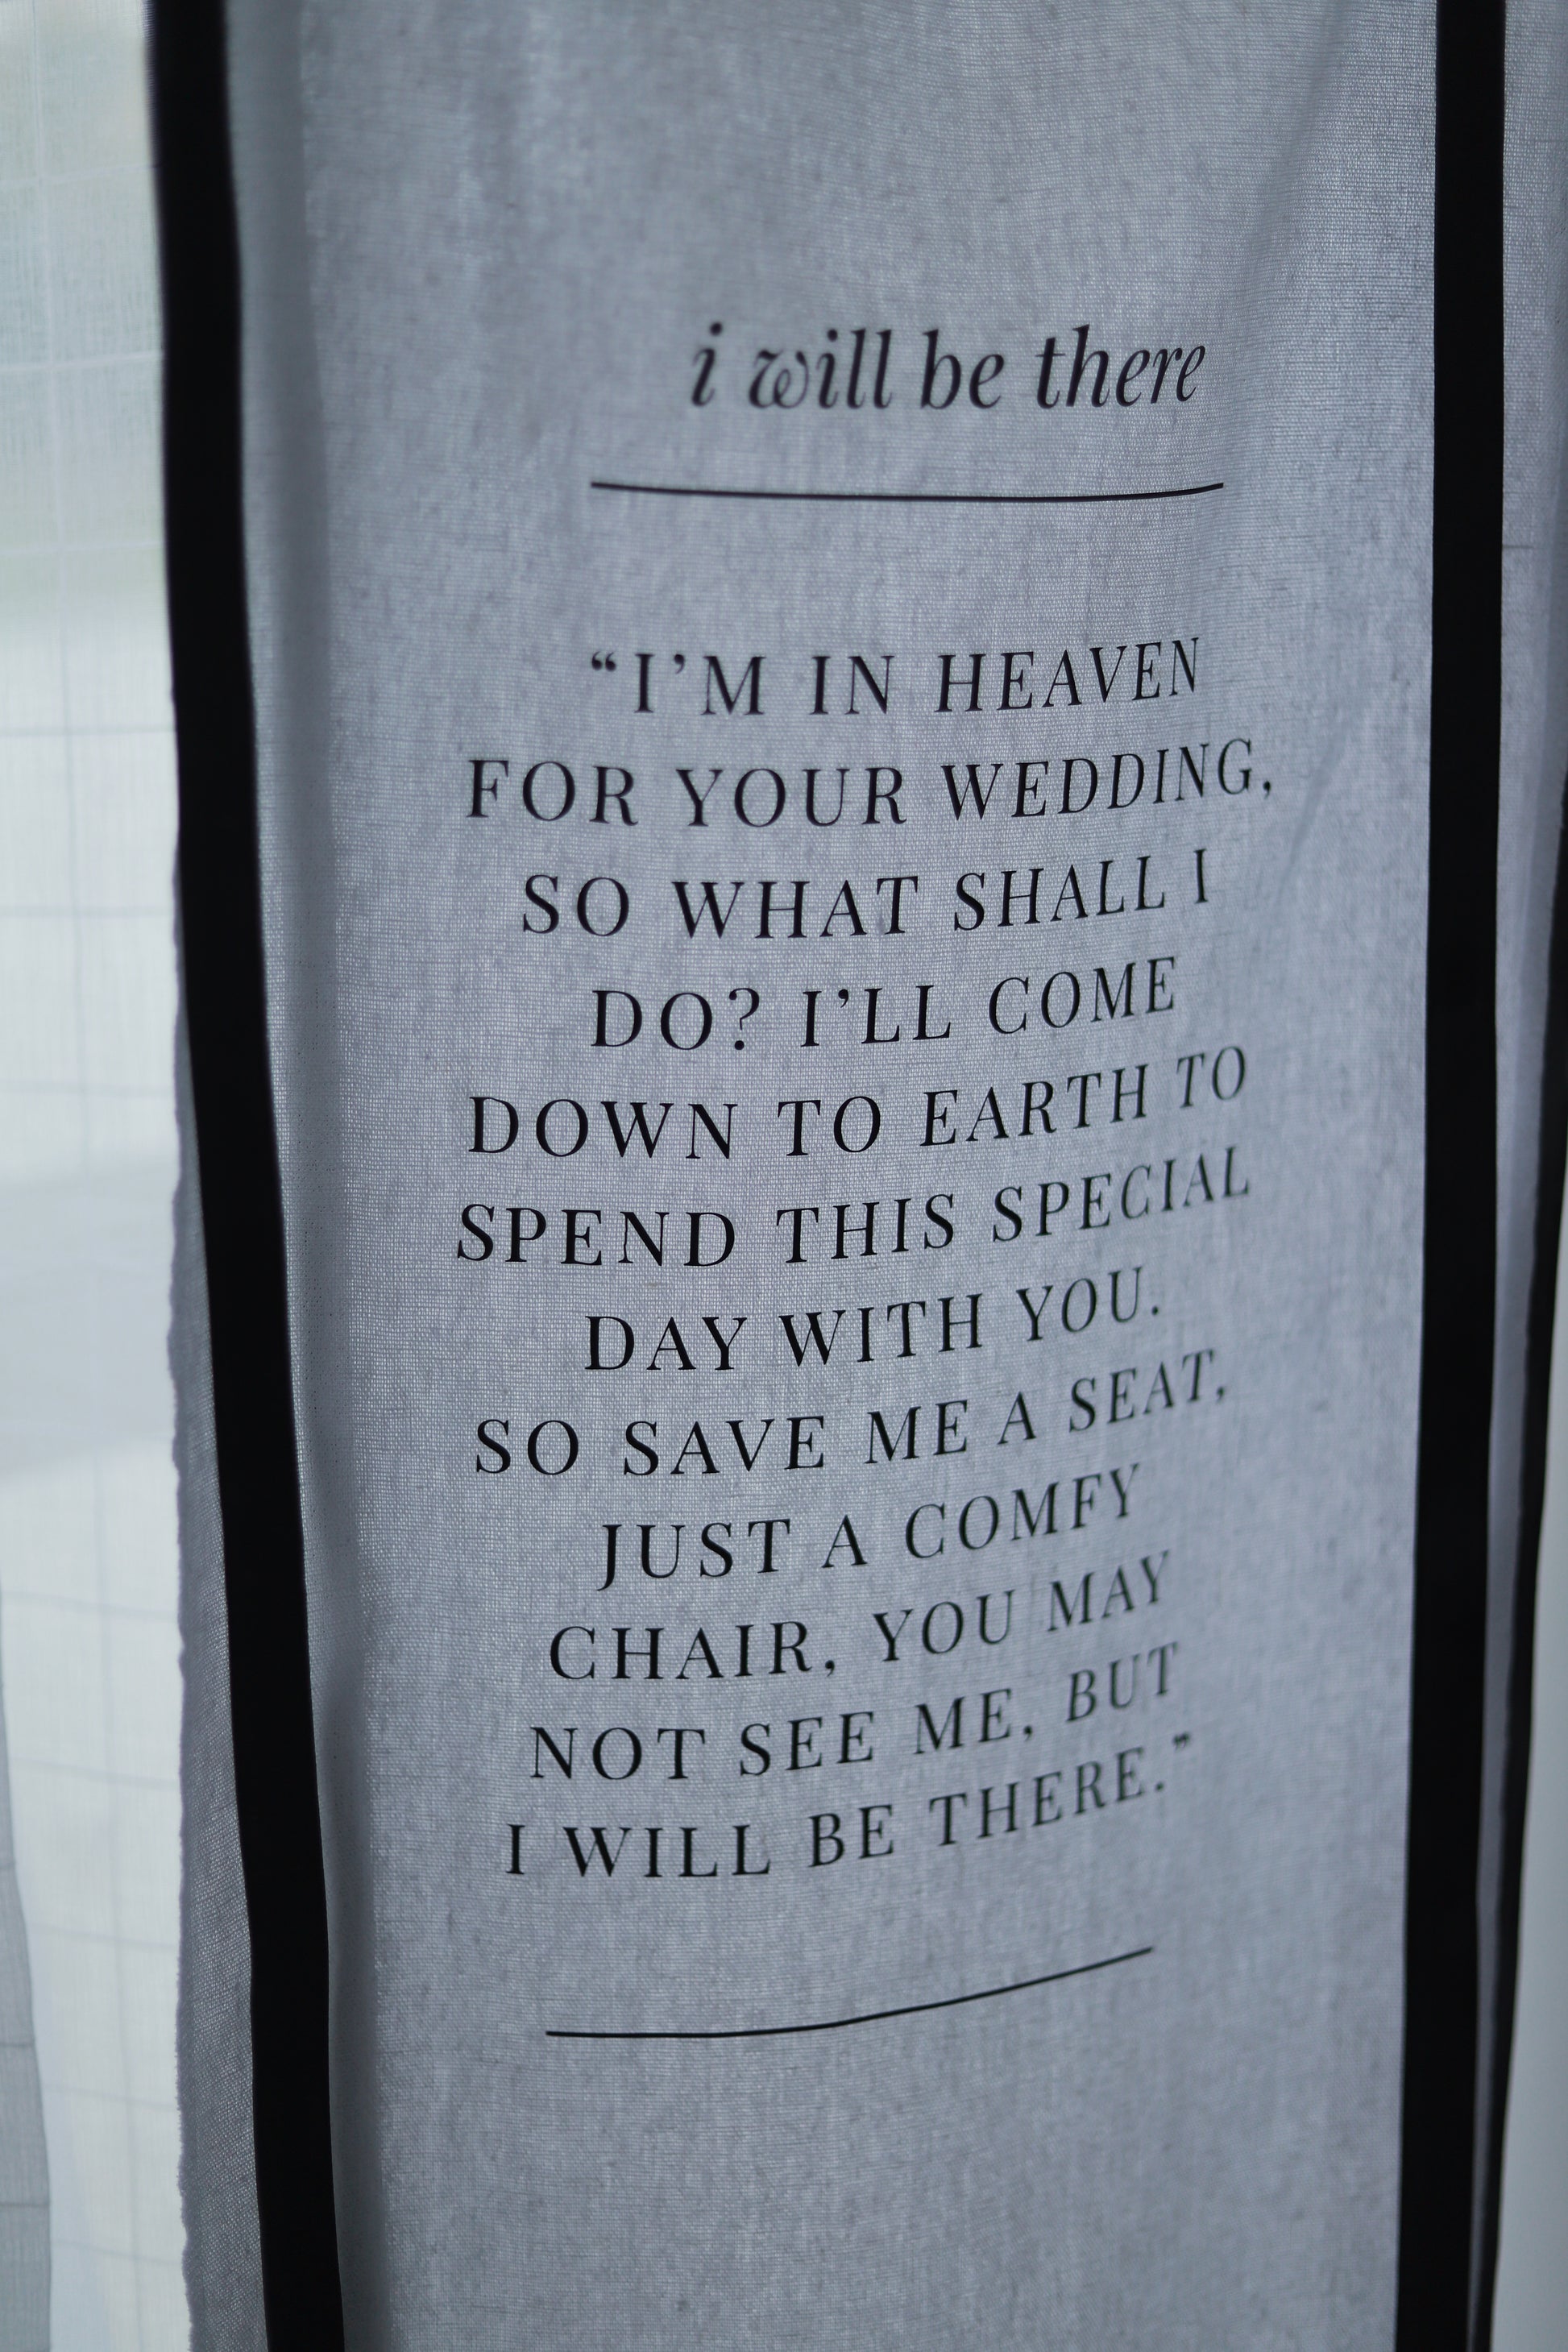 i will be there
“I’M IN HEAVEN
FOR YOUR WEDDING,
SO WHAT SHALL I
DO? I’LL COME
DOWN TO EARTH TO
SPEND THIS SPECIAL
DAY WITH YOU.
SO SAVE ME A SEAT,
JUST A COMFY
CHAIR, YOU MAY
NOT SEE ME, BUT
I WILL BE THERE.”